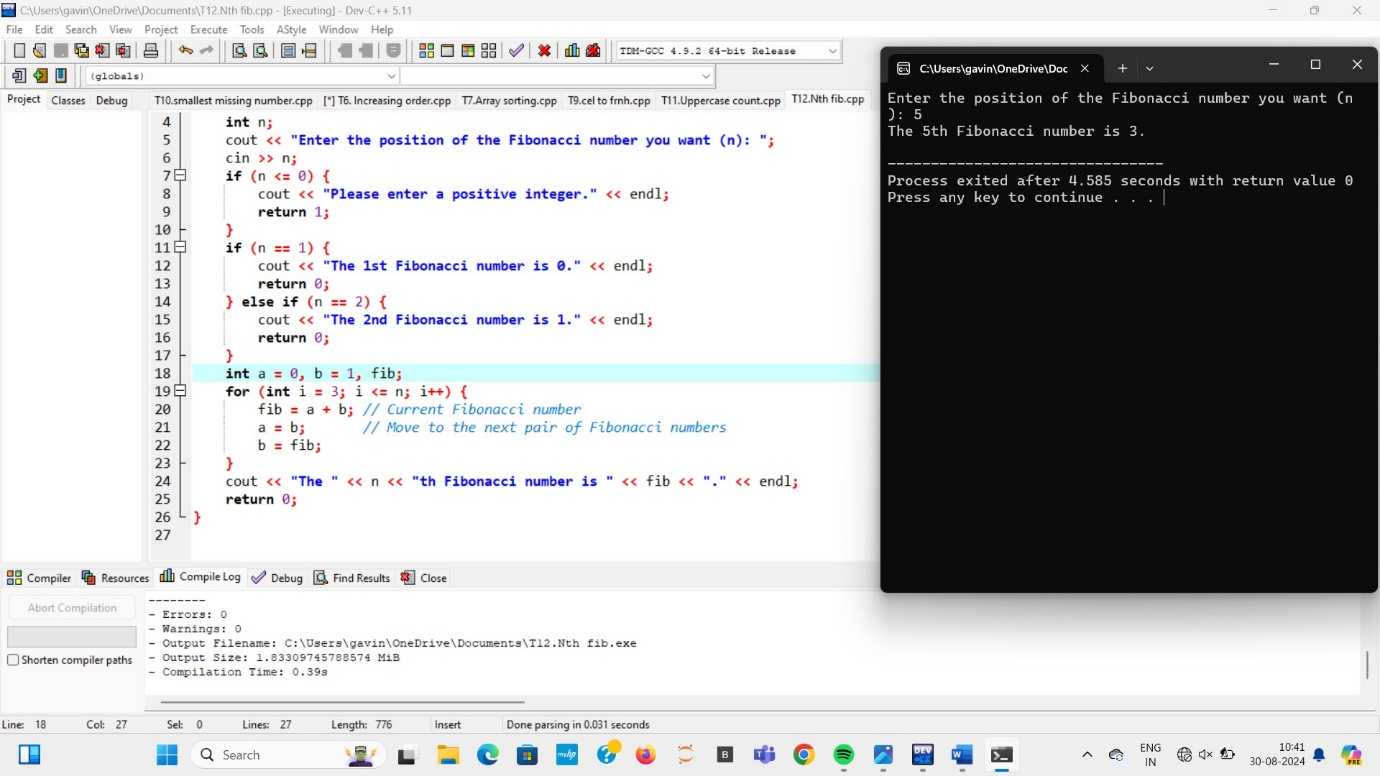 C:\Users\gavin\OneDrive\Documents\T12.Nth fib.cpp - [Executing] - Dev-C++ 5.11
File Edit Search View Project Execute Tools AStyle Window Help
TDM-GCC 4.9.2 64-bit Release
(globals)
Project Classes Debug
T10.smallest missing number.cpp [*] T6. Increasing order.cpp T7.Array sorting.cpp T9.cel to frnh.cpp T11.Uppercase count.cpp T12.Nth fib.cpp
4 int n;
5 cout << "Enter the position of the Fibonacci number you want (n): ";
6 cin >> n;
7 if (n <= 0) {
8 cout << "Please enter a positive integer." << endl;
9 return 1;
10 }
11 if (n == 1) {
12 cout << "The 1st Fibonacci number is 0." << endl;
13 return 0;
14 } else if (n == 2) {
15 cout << "The 2nd Fibonacci number is 1." << endl;
16 return 0;
17 }
18 int a = 0, b = 1, fib;
19 for (int i = 3; i <= n; i++) {
20 fib = a + b; // Current Fibonacci number
21 a = b; // Move to the next pair of Fibonacci numbers
22 b = fib;
23 }
24 cout << "The " << n << "th Fibonacci number is " << fib << "." << endl;
25 return 0;
26 }
27
C:\Users\gavin\OneDrive\Doc
Enter the position of the Fibonacci number you want (n
): 5
The 5th Fibonacci number is 3.
--------------------------------
Process exited after 4.585 seconds with return value 0
Press any key to continue . . .
Compiler Resources Compile Log Debug Find Results Close
Abort Compilation
Shorten compiler paths
--------
- Errors: 0
- Warnings: 0
- Output Filename: C:\Users\gavin\OneDrive\Documents\T12.Nth fib.exe
- Output Size: 1.83309745788574 MiB
- Compilation Time: 0.39s
Line: 18 Col: 27 Sel: 0 Lines: 27 Length: 776 Insert Done parsing in 0.031 seconds
Search
myhp
B
DEV
W
ENG
IN
10:41
30-08-2024
PRE